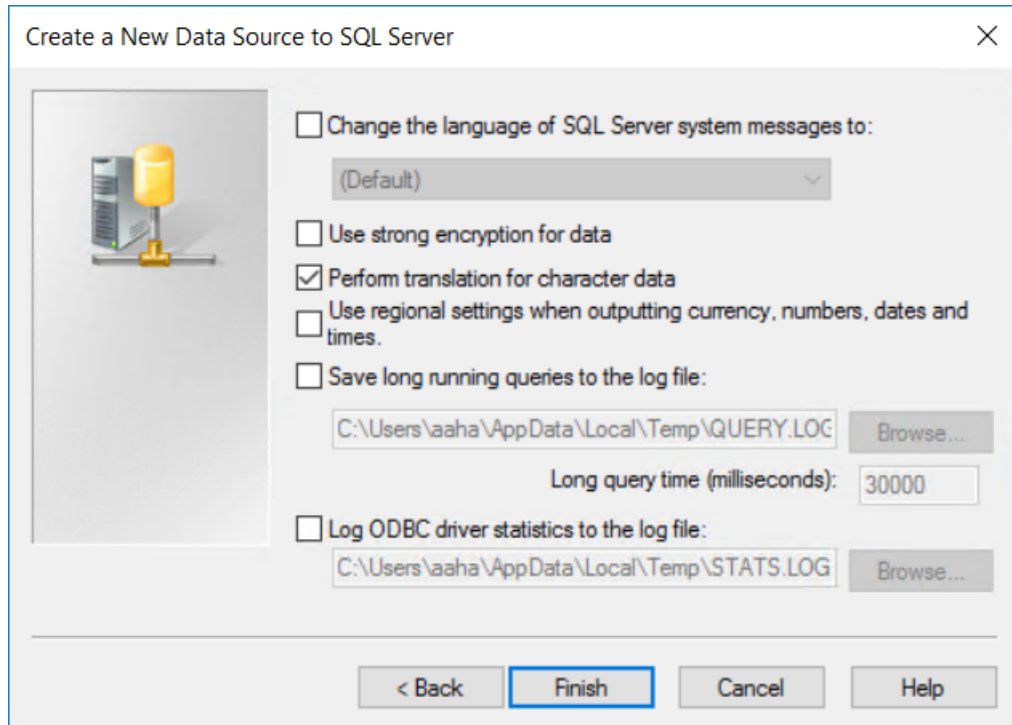 Create a New Data Source to SQL Server
Change the language of SQL Server system messages to:
(Default)
Use strong encryption for data
Perform translation for character data
Use regional settings when outputting currency, numbers, dates and
times.
Save long running queries to the log file:
C:\Users\aaha\AppData\Local\Temp\QUERY.LOG
Browse...
Long query time (milliseconds):
30000
Log ODBC driver statistics to the log file:
C:\Users\aaha\AppData\Local\Temp\STATS.LOG
Browse...
< Back
Finish
Cancel
Help